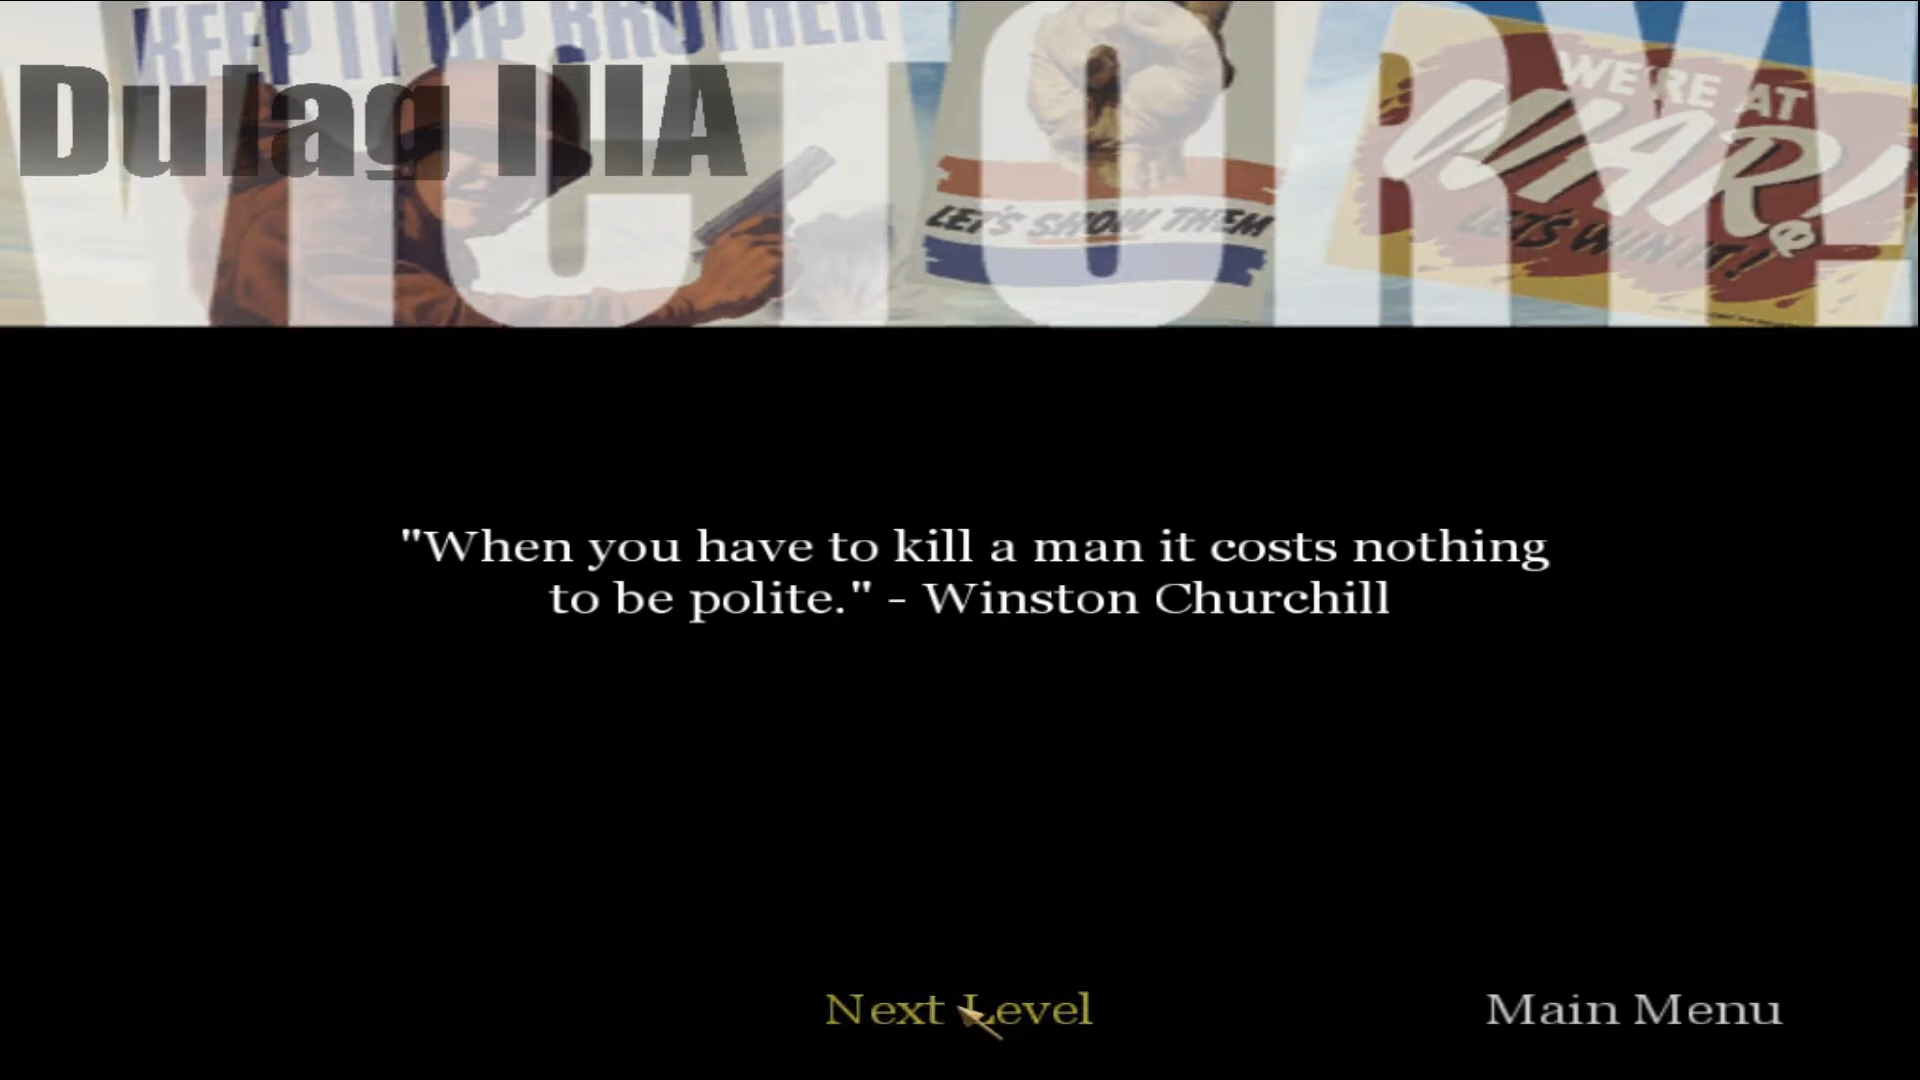 KEEP IT UP BROTHER
VICTORY
Dulag IIIA
WE'RE AT
WAR!
LET'S SHOW THEM
LET'S WIN IT!
"When you have to kill a man it costs nothing
to be polite." - Winston Churchill
Next Level
Main Menu